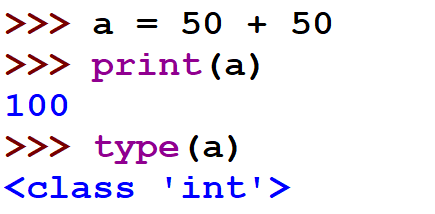 >>> a = 50 + 50
>>> print(a)
100
>>> type(a)
<class 'int'>